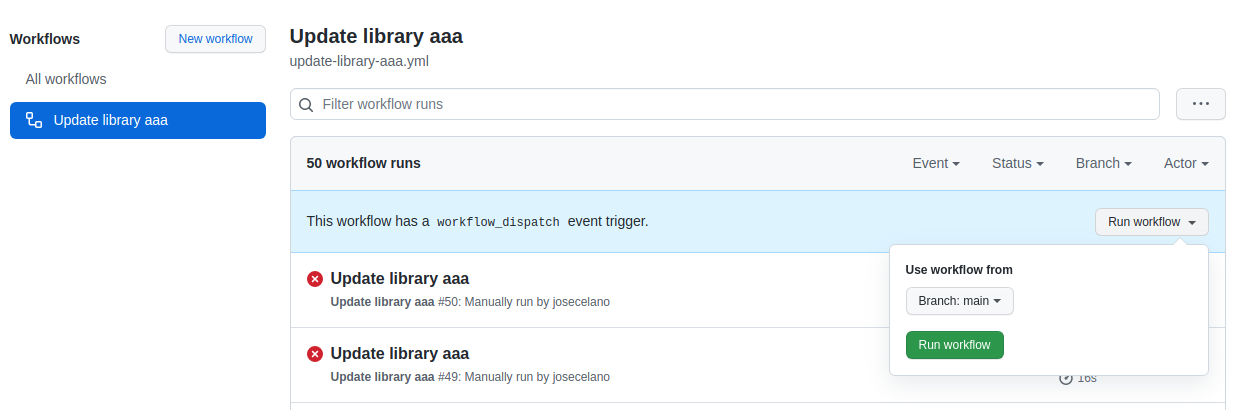 Workflows
New workflow
All workflows
Update library aaa
Update library aaa
update-library-aaa.yml
Filter workflow runs
50 workflow runs
Event
Status
Branch
Actor
This workflow has a workflow_dispatch event trigger.
Run workflow
Use workflow from
Branch: main
Run workflow
Update library aaa
Update library aaa #50: Manually run by josecelano
Update library aaa
Update library aaa #49: Manually run by josecelano
16s